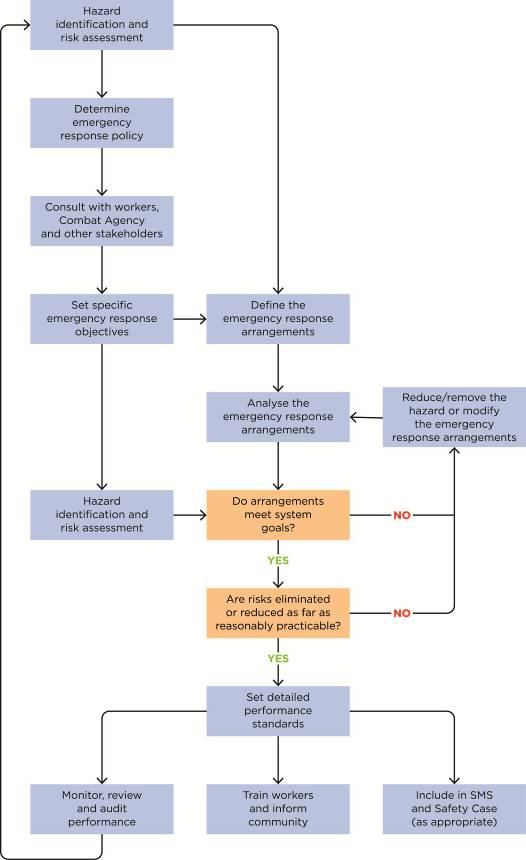 Hazard
identification and
risk assessment
Determine
emergency
response policy
Consult with workers,
Combat Agency
and other stakeholders
Set specific
emergency response
objectives
Define the
emergency response
arrangements
Analyse the
emergency response
arrangements
Reduce/remove the
hazard or modify
the emergency
response arrangements
Hazard
identification and
risk assessment
Do arrangements
meet system
goals?
NO
YES
Are risks eliminated
or reduced as far as
reasonably practicable?
NO
YES
Set detailed
performance
standards
Monitor, review
and audit
performance
Train workers
and inform
community
Include in SMS
and Safety Case
(as appropriate)